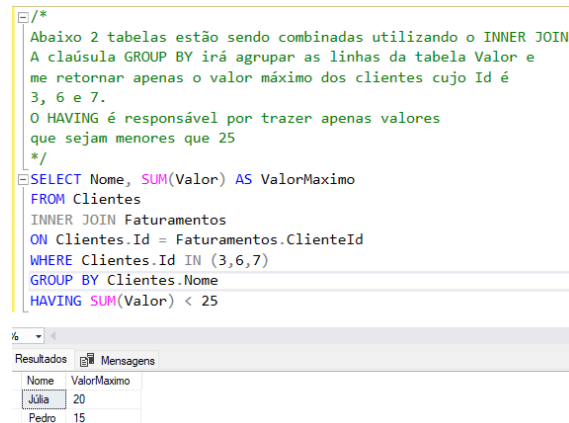 /*
Abaixo 2 tabelas estão sendo combinadas utilizando o INNER JOIN
A claúsula GROUP BY irá agrupar as linhas da tabela Valor e
me retornar apenas o valor máximo dos clientes cujo Id é
3, 6 e 7.
O HAVING é responsável por trazer apenas valores
que sejam menores que 25
*/
SELECT Nome, SUM(Valor) AS ValorMaximo
FROM Clientes
INNER JOIN Faturamentos
ON Clientes.Id = Faturamentos.ClienteId
WHERE Clientes.Id IN (3,6,7)
GROUP BY Clientes.Nome
HAVING SUM(Valor) < 25
%
Resultados Mensagens
Nome ValorMaximo
Júlia 20
Pedro 15